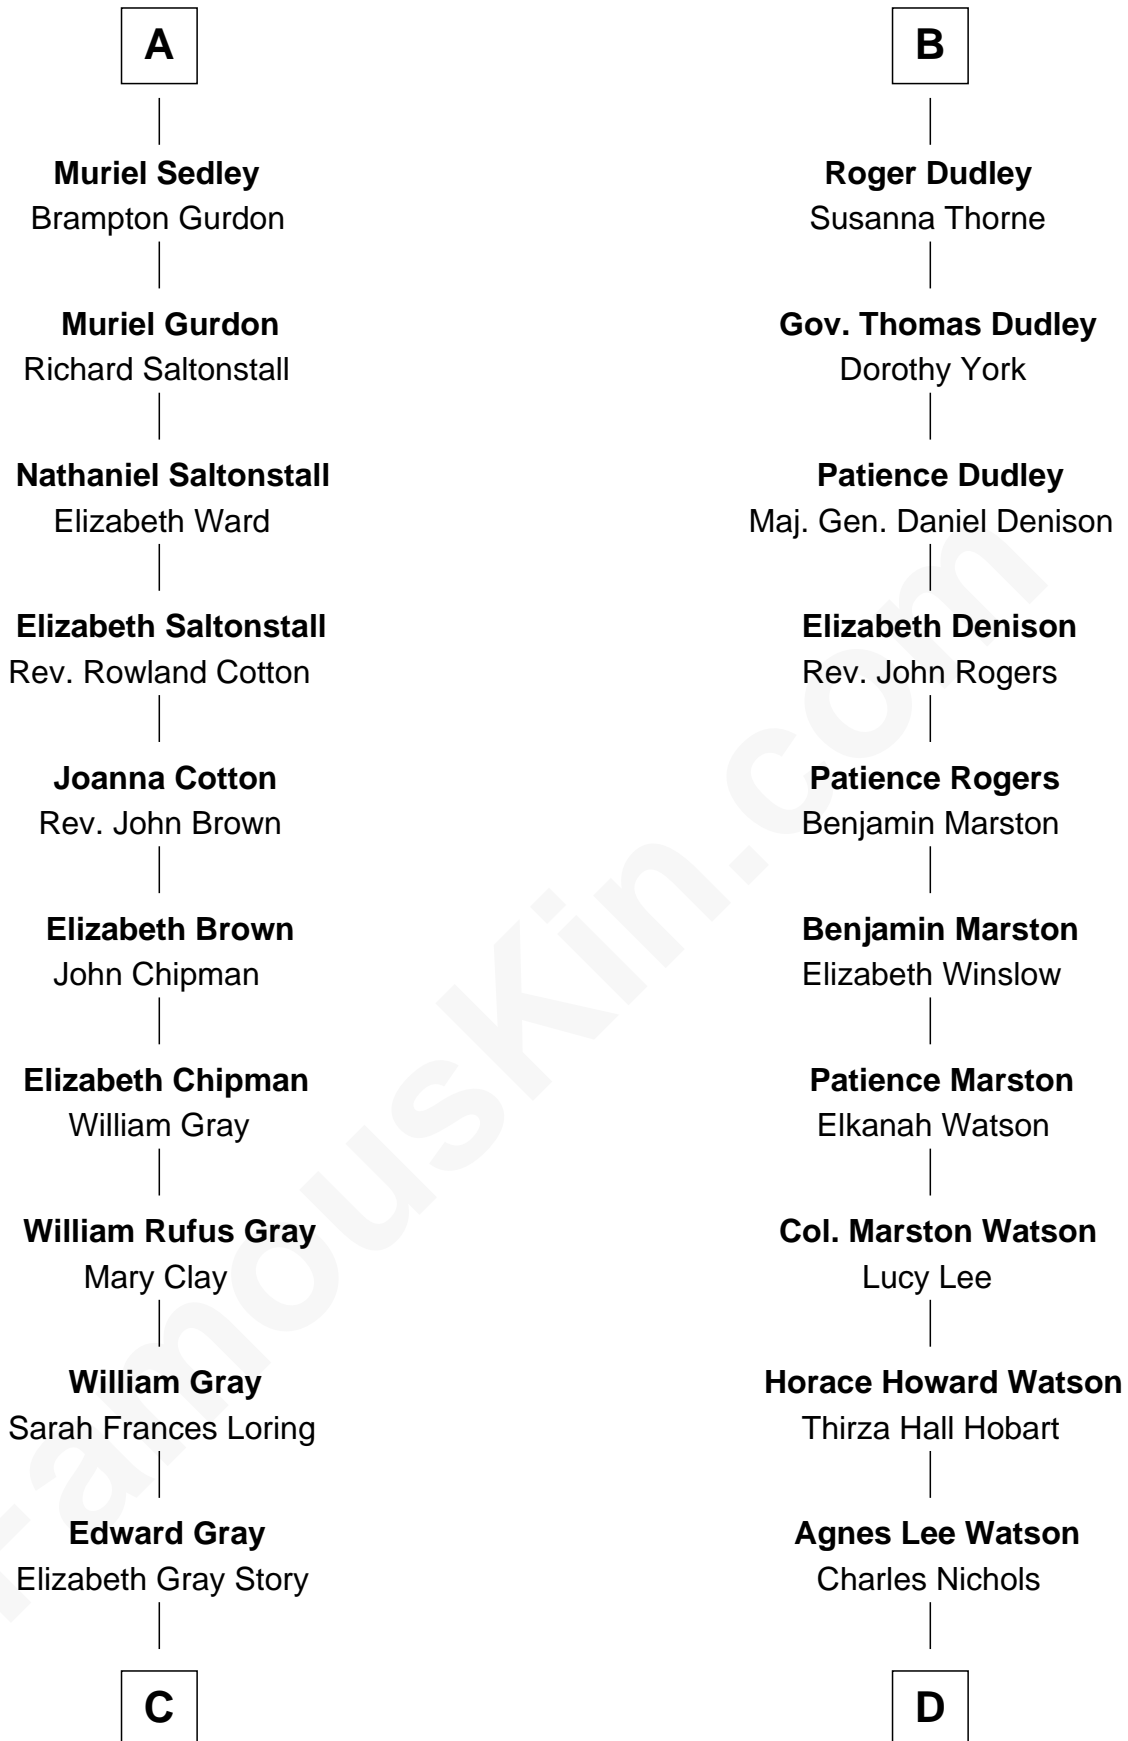 A
Muriel Sedley
Brampton Gurdon
Muriel Gurdon
Richard Saltonstall
Nathaniel Saltonstall
Elizabeth Ward
Elizabeth Saltonstall
Rev. Rowland Cotton
Joanna Cotton
Rev. John Brown
Elizabeth Brown
John Chipman
Elizabeth Chipman
William Gray
William Rufus Gray
Mary Clay
William Gray
Sarah Frances Loring
Edward Gray
Elizabeth Gray Story
C
B
Roger Dudley
Susanna Thorne
Gov. Thomas Dudley
Dorothy York
Patience Dudley
Maj. Gen. Daniel Denison
Elizabeth Denison
Rev. John Rogers
Patience Rogers
Benjamin Marston
Benjamin Marston
Elizabeth Winslow
Patience Marston
Elkanah Watson
Col. Marston Watson
Lucy Lee
Horace Howard Watson
Thirza Hall Hobart
Agnes Lee Watson
Charles Nichols
D
FamousKin.com